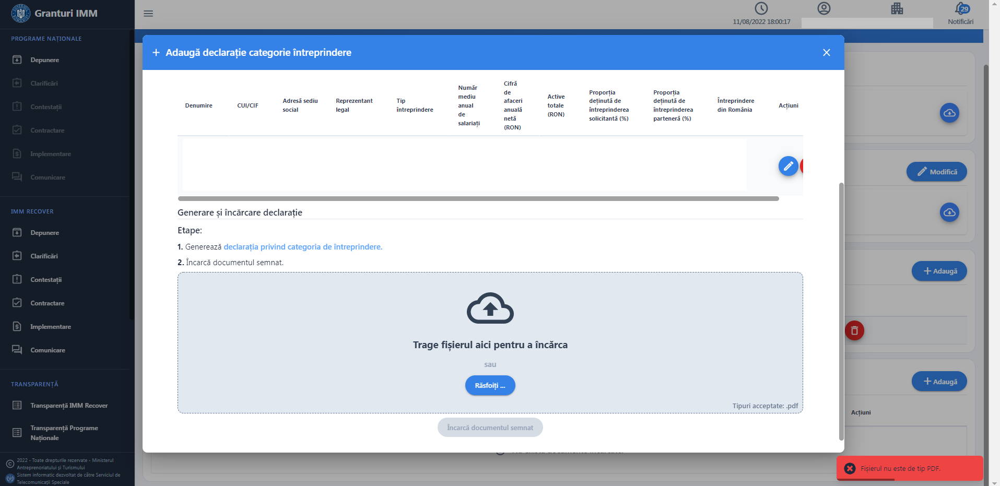 Granturi IMM
11/08/2022 18:00:17
29
Notificări
PROGRAME NAȚIONALE
Depunere
Clarificări
Contestații
Contractare
Implementare
Comunicare
IMM RECOVER
Depunere
Clarificări
Contestații
Contractare
Implementare
Comunicare
TRANSPARENȚĂ
Transparență IMM Recover
Transparență Programe
Naționale
2022 - Toate drepturile rezervate - Ministerul
Antreprenoriatului și Turismului
Sistem informatic dezvoltat de către Serviciul de
Telecomunicații Speciale
Adaugă declarație categorie întreprindere
Denumire
CUI/CIF
Adresă sediu
social
Reprezentant
legal
Tip
întreprindere
Număr
mediu
anual
de
salariați
Cifră
de
afaceri
anuală
netă
(RON)
Active
totale
(RON)
Proporția
deținută de
întreprinderea
solicitantă (%)
Proporția
deținută de
întreprinderea
parteneră (%)
Întreprindere
din România
Acțiuni
Generare și încărcare declarație
Etape:
1. Generează declarația privind categoria de întreprindere.
2. Încarcă documentul semnat.
Trage fișierul aici pentru a încărca
sau
Răsfoiți ...
Tipuri acceptate: .pdf
Încarcă documentul semnat
Modifică
Adaugă
Adaugă
Acțiuni
Fișierul nu este de tip PDF.